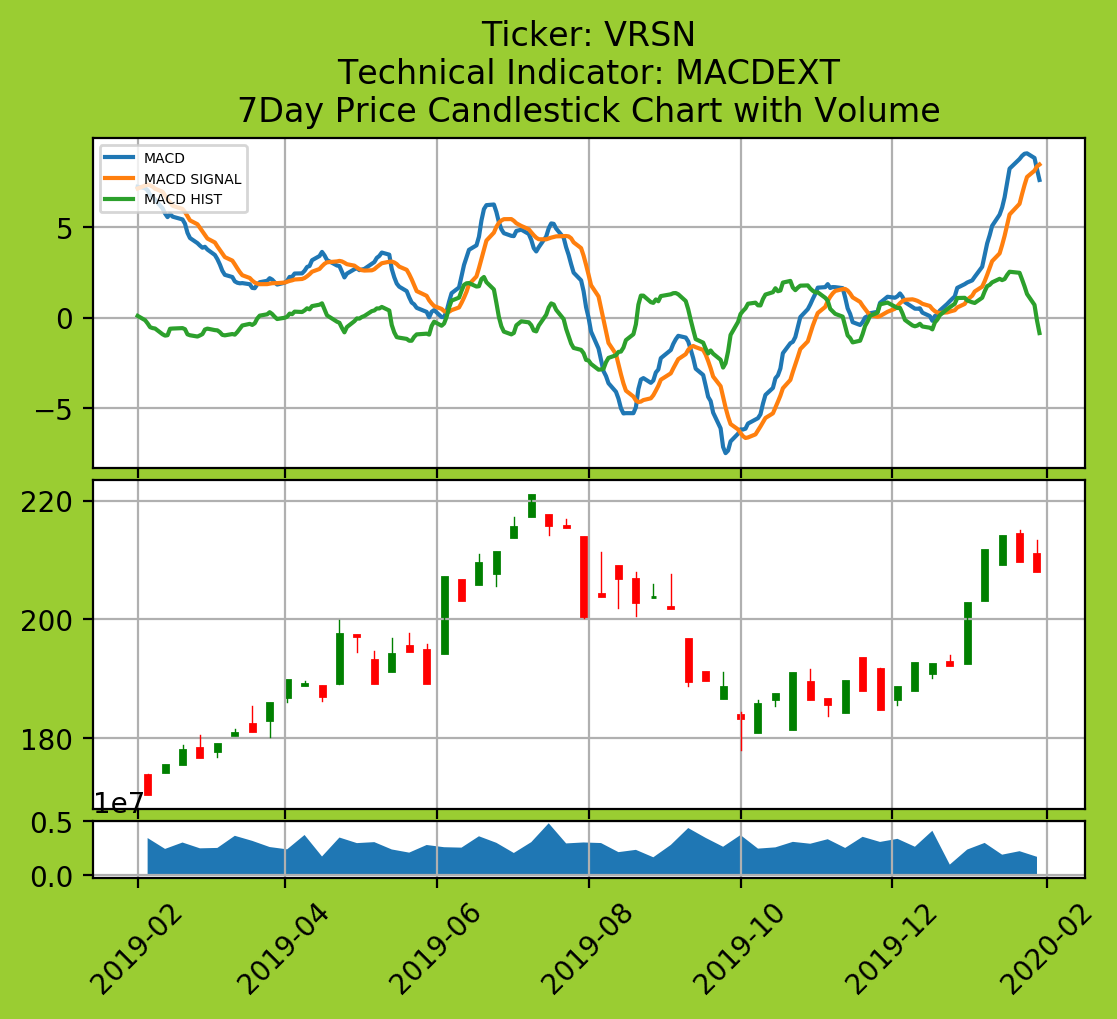 Ticker: VRSN
Technical Indicator: MACDEXT
7Day Price Candlestick Chart with Volume
MACD
MACD SIGNAL
MACD HIST
5
0
−5
220
200
180
1e7
0.5
0.0
2019-02
2019-04
2019-06
2019-08
2019-10
2019-12
2020-02